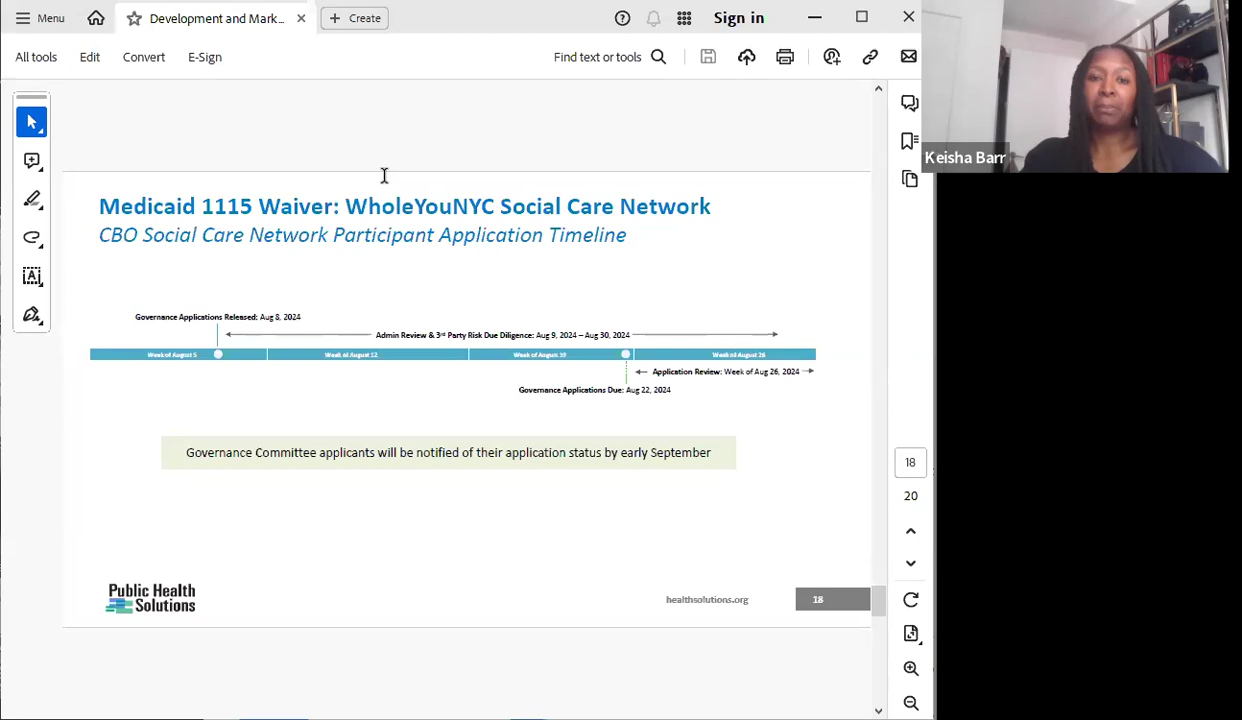 Menu
Development and Mark...
Create
Sign in
All tools
Edit
Convert
E-Sign
Find text or tools
Keisha Barr
Medicaid 1115 Waiver: WholeYouNYC Social Care Network
CBO Social Care Network Participant Application Timeline
Governance Applications Released: Aug 8, 2024
Admin Review & 3rd Party Risk Due Diligence: Aug 9, 2024 – Aug 30, 2024
Week of August 5
Week of August 12
Week of August 19
Week of August 26
Application Review: Week of Aug 26, 2024
Governance Applications Due: Aug 22, 2024
Governance Committee applicants will be notified of their application status by early September
18
20
Public Health
Solutions
healthsolutions.org
18